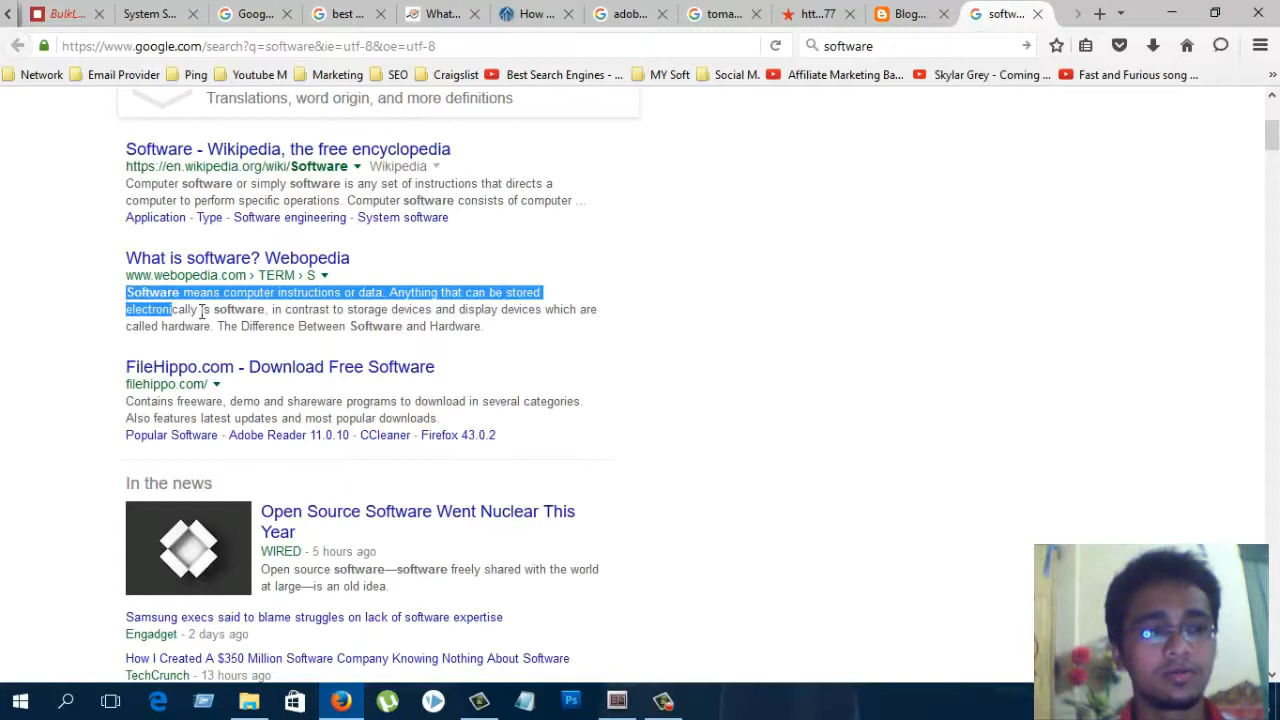 BulkL...
System S...
Goog...
best ...
What...
How ...
adob...
toma...
htt...77
Blog...
softw...
https://www.google.com/search?q=software&ie=utf-8&oe=utf-8
software
Network
Email Provider
Ping
Youtube M
Marketing
SEO
Craigslist
Best Search Engines - ...
MY Soft
Social M.
Affiliate Marketing Ba...
Skylar Grey - Coming ...
Fast and Furious song ...
Translations, word origin, and more definitions
Software - Wikipedia, the free encyclopedia
https://en.wikipedia.org/wiki/Software Wikipedia
Computer software or simply software is any set of instructions that directs a
computer to perform specific operations. Computer software consists of computer ...
Application - Type - Software engineering - System software
What is software? Webopedia
www.webopedia.com › TERM › S
Software means computer instructions or data. Anything that can be stored
electronically is software, in contrast to storage devices and display devices which are
called hardware. The Difference Between Software and Hardware.
FileHippo.com - Download Free Software
filehippo.com/
Contains freeware, demo and shareware programs to download in several categories.
Also features latest updates and most popular downloads.
Popular Software - Adobe Reader 11.0.10 - CCleaner - Firefox 43.0.2
In the news
Open Source Software Went Nuclear This
Year
WIRED - 5 hours ago
Open source software—software freely shared with the world
at large—is an old idea.
Samsung execs said to blame struggles on lack of software expertise
Engadget - 2 days ago
How I Created A $350 Million Software Company Knowing Nothing About Software
TechCrunch - 13 hours ago
Ps